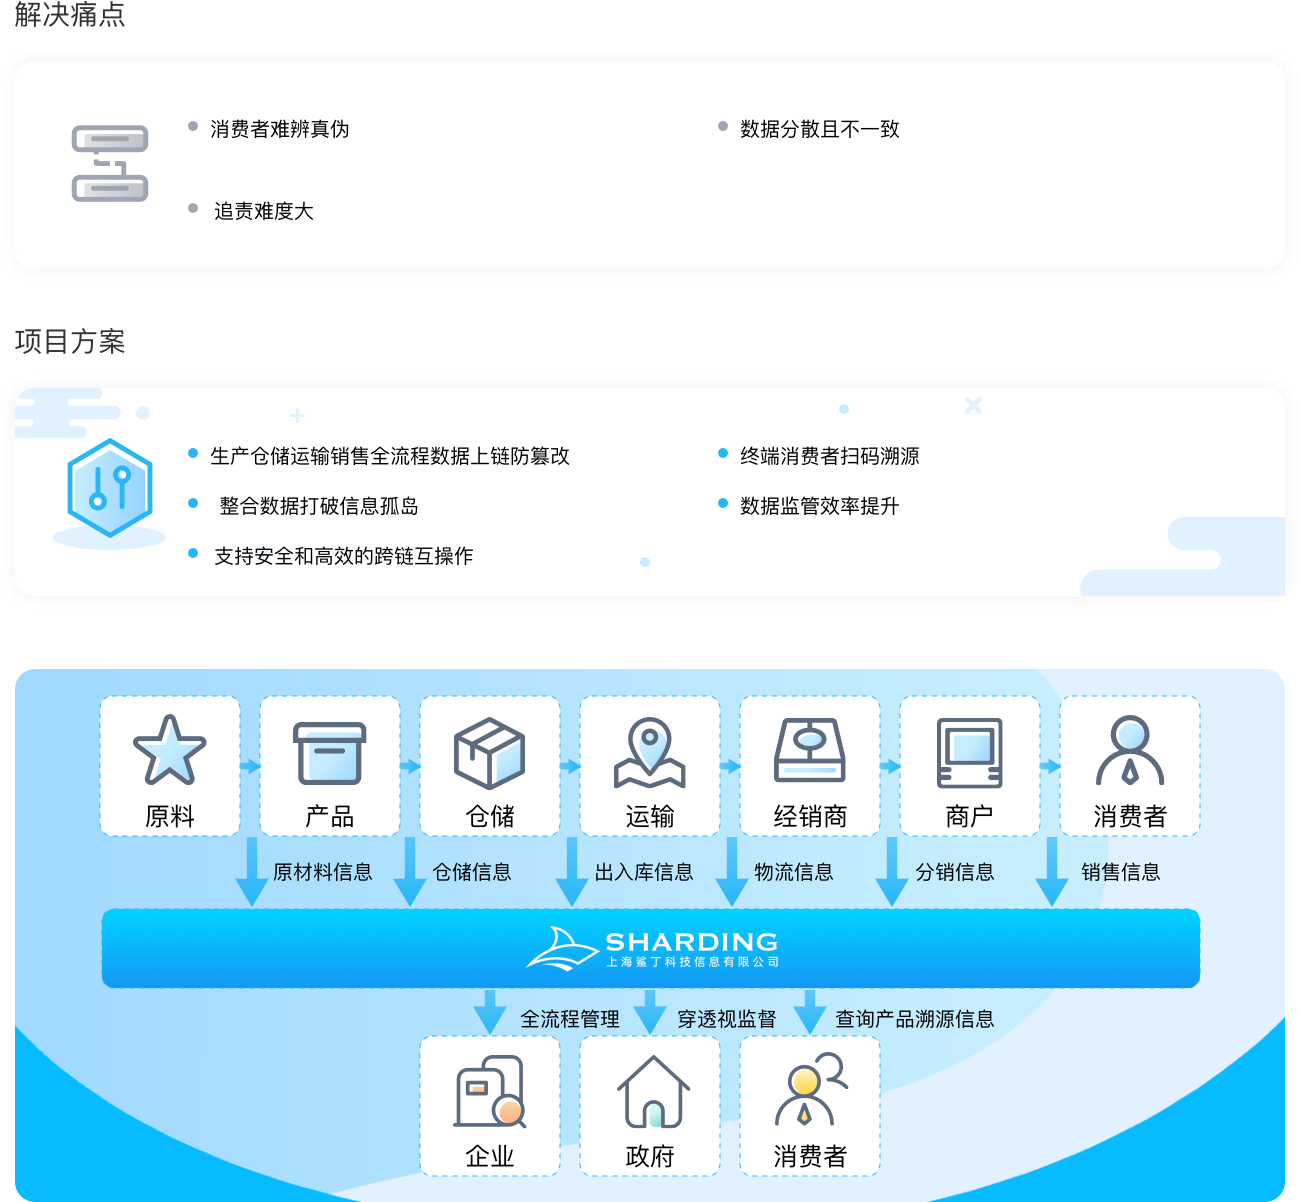 解决痛点
消费者难辨真伪
数据分散且不一致
追责难度大
项目方案
生产仓储运输销售全流程数据上链防篡改
终端消费者扫码溯源
整合数据打破信息孤岛
数据监管效率提升
支持安全和高效的跨链互操作
原料
产品
仓储
运输
经销商
商户
消费者
原材料信息
仓储信息
出入库信息
物流信息
分销信息
销售信息
SHARDING
上海鲨丁科技信息有限公司
全流程管理
穿透视监督
查询产品溯源信息
企业
政府
消费者